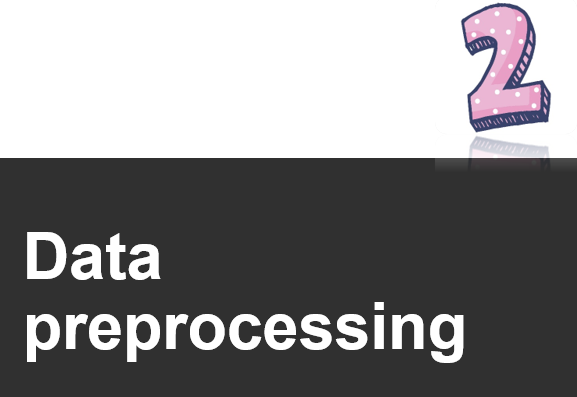 2
Data
preprocessing